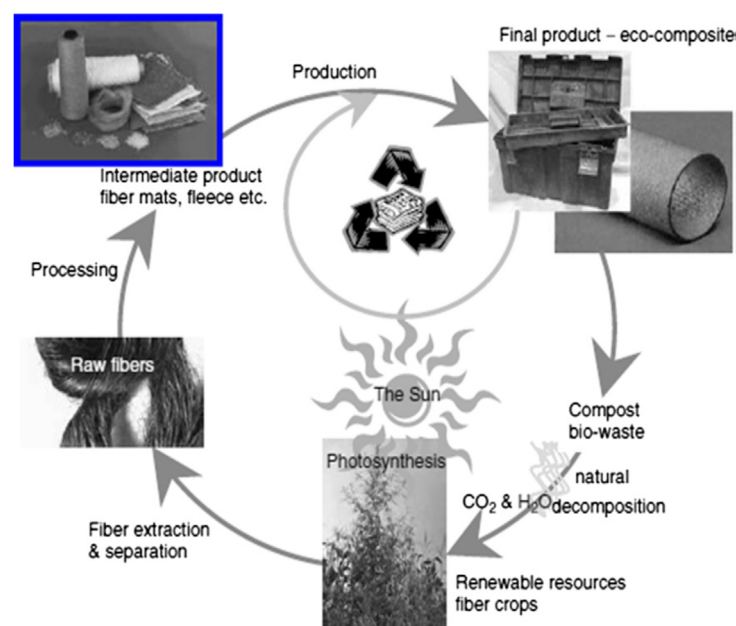 Final product – eco-composites
Production
Intermediate product
fiber mats, fleece etc.
Processing
Raw fibers
The Sun
Compost
bio-waste
Photosynthesis
natural
CO₂ & H₂O decomposition
Fiber extraction
& separation
Renewable resources
fiber crops